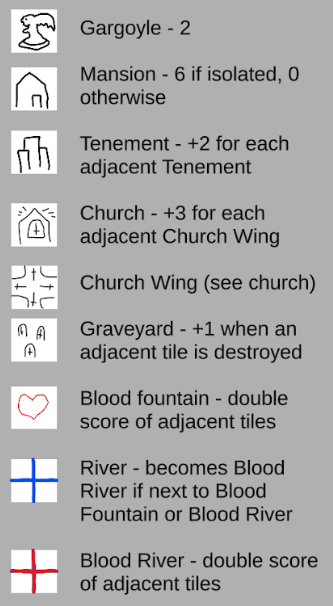 Gargoyle - 2
Mansion - 6 if isolated, 0
otherwise
Tenement - +2 for each
adjacent Tenement
Church - +3 for each
adjacent Church Wing
Church Wing (see church)
Graveyard - +1 when an
adjacent tile is destroyed
Blood fountain - double
score of adjacent tiles
River - becomes Blood
River if next to Blood
Fountain or Blood River
Blood River - double score
of adjacent tiles